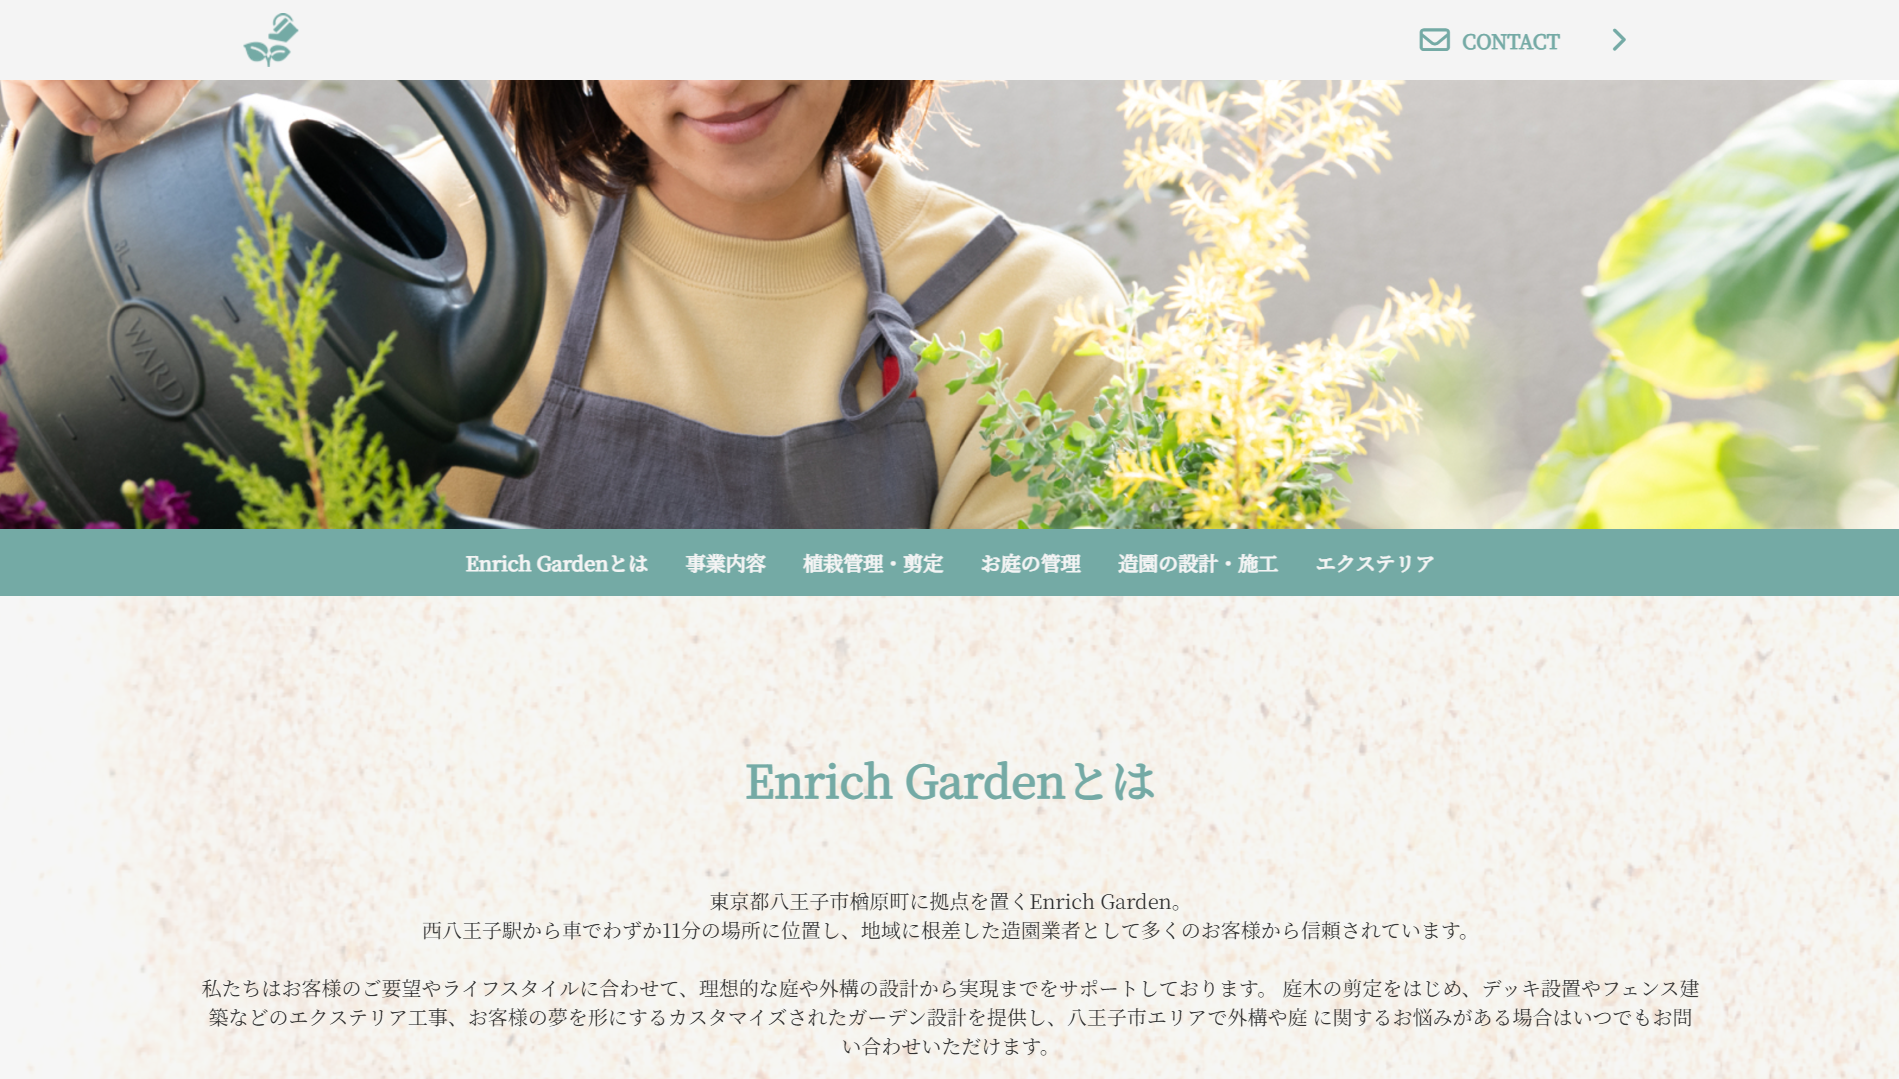 CONTACT
3L
WARD
Enrich Gardenとは 事業内容 植栽管理・剪定 お庭の管理 造園の設計・施工 エクステリア
Enrich Gardenとは
東京都八王子市楢原町に拠点を置くEnrich Garden。
西八王子駅から車でわずか11分の場所に位置し、地域に根差した造園業者として多くのお客様から信頼されています。
私たちはお客様のご要望やライフスタイルに合わせて、理想的な庭や外構の設計から実現までをサポートしております。 庭木の剪定をはじめ、デッキ設置やフェンス建
築などのエクステリア工事、お客様の夢を形にするカスタマイズされたガーデン設計を提供し、八王子市エリアで外構や庭 に関するお悩みがある場合はいつでもお問
い合わせいただけます。